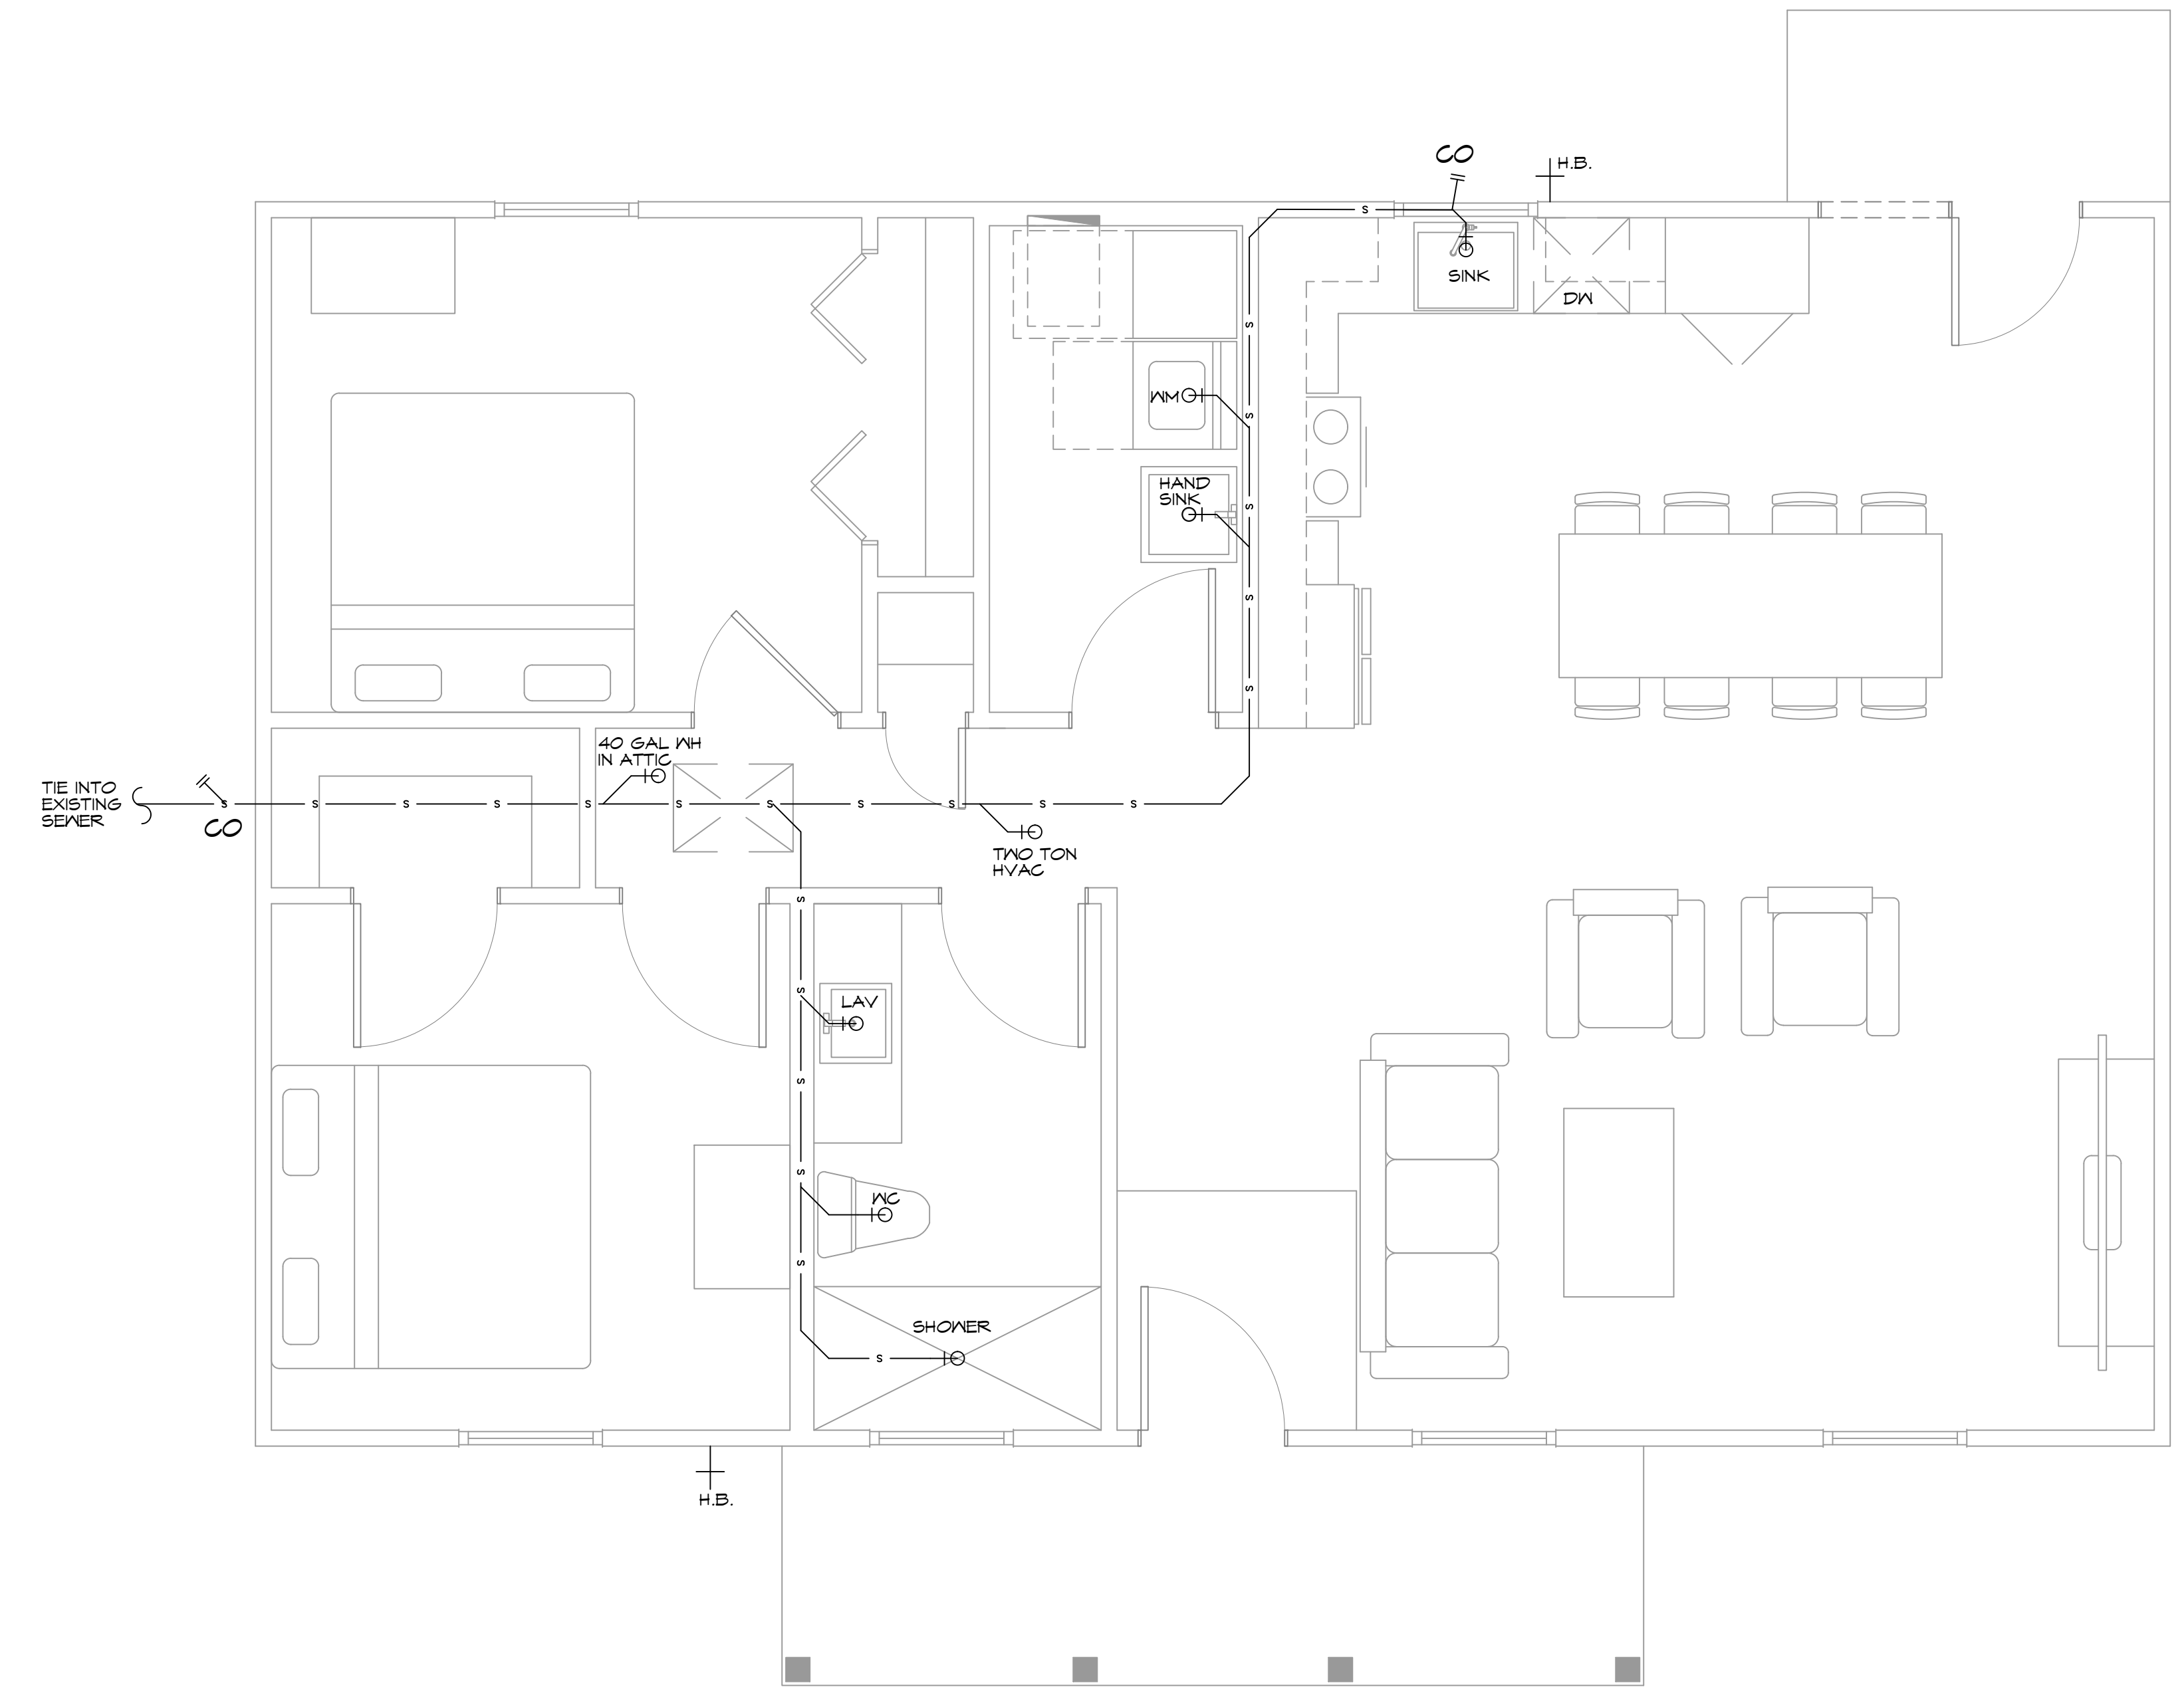 CO
H.B.
S
SINK
DW
S
WM
S
HAND
SINK
S
S
S
40 GAL WH
IN ATTIC
TIE INTO
EXISTING
SEWER
S
S
S
S
S
S
S
S
S
S
S
CO
TWO TON
HVAC
S
S
LAV
S
S
WC
S
SHOWER
S
H.B.